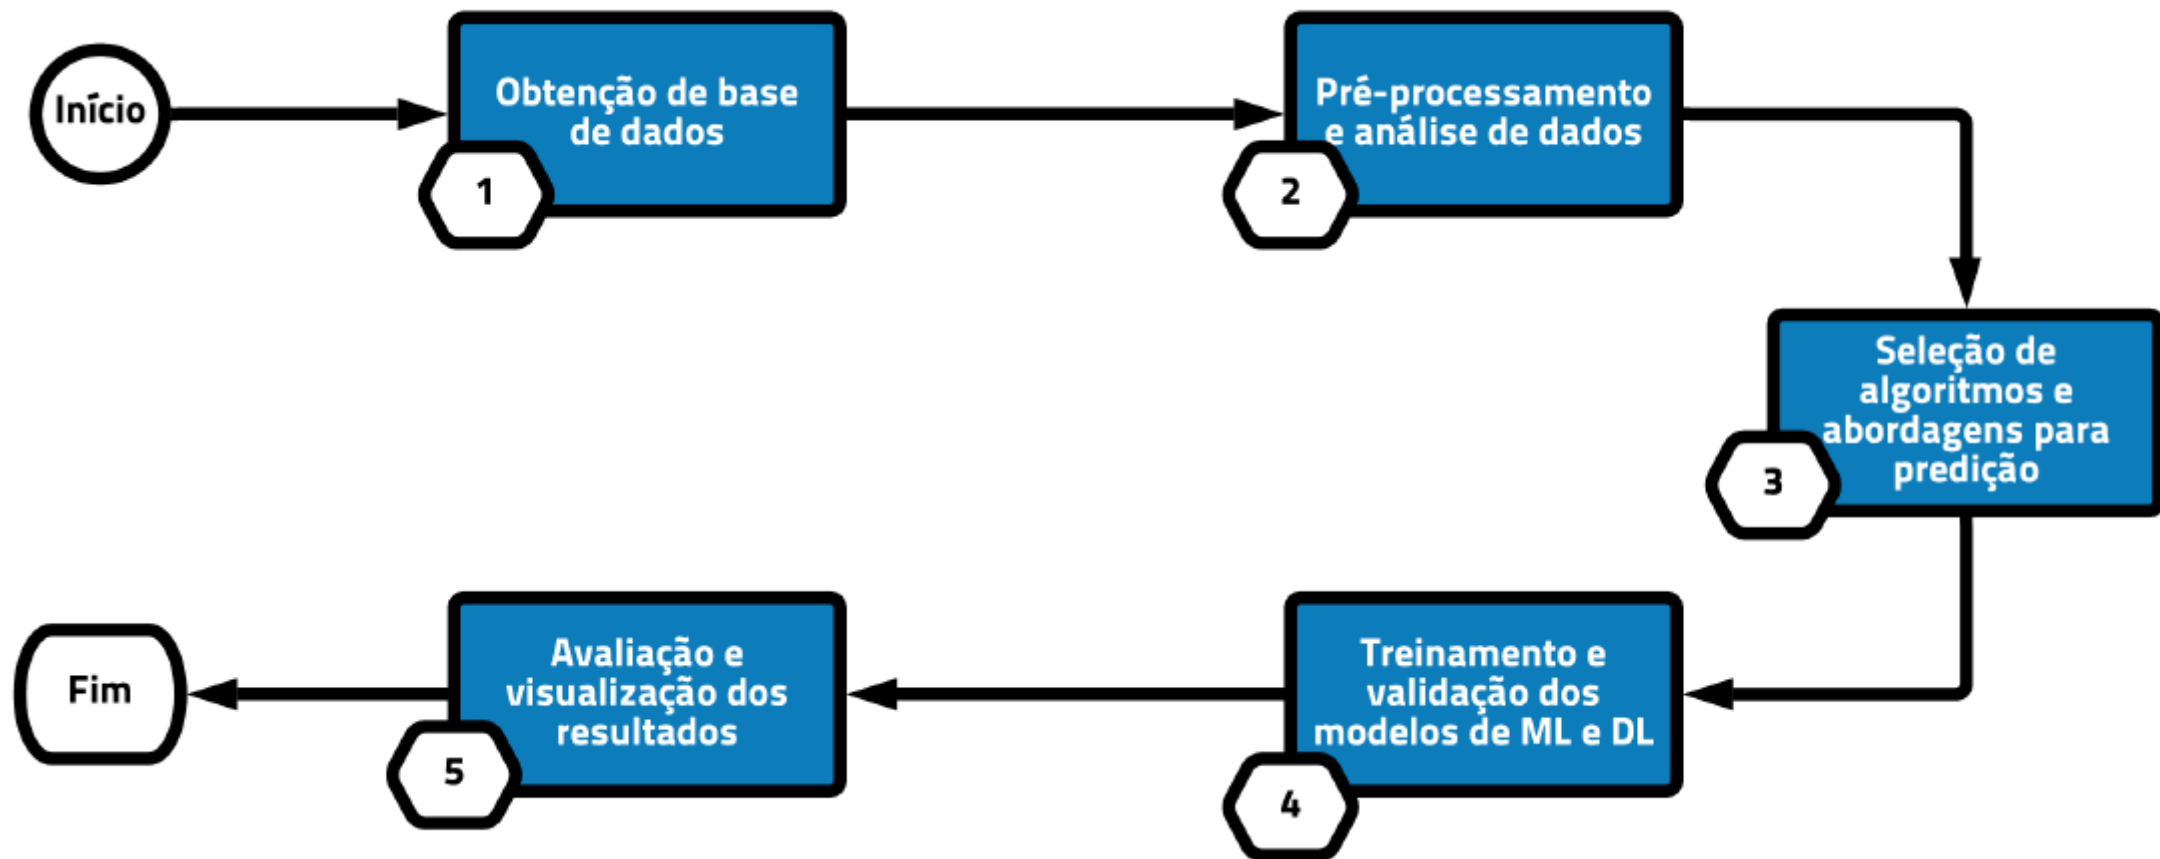 Início
Obtenção de base
de dados
1
Pré-processamento
e análise de dados
2
Seleção de
algoritmos e
abordagens para
predição
3
Treinamento e
validação dos
modelos de ML e DL
4
Avaliação e
visualização dos
resultados
5
Fim